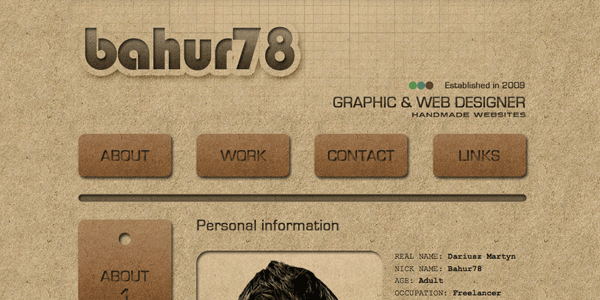 bahur78
Established in 2009
GRAPHIC & WEB DESIGNER
HANDMADE WEBSITES
ABOUT WORK CONTACT LINKS
Personal information
ABOUT
REAL NAME: Dariusz Martyn
NICK NAME: Bahur78
AGE: Adult
OCCUPATION: Freelancer